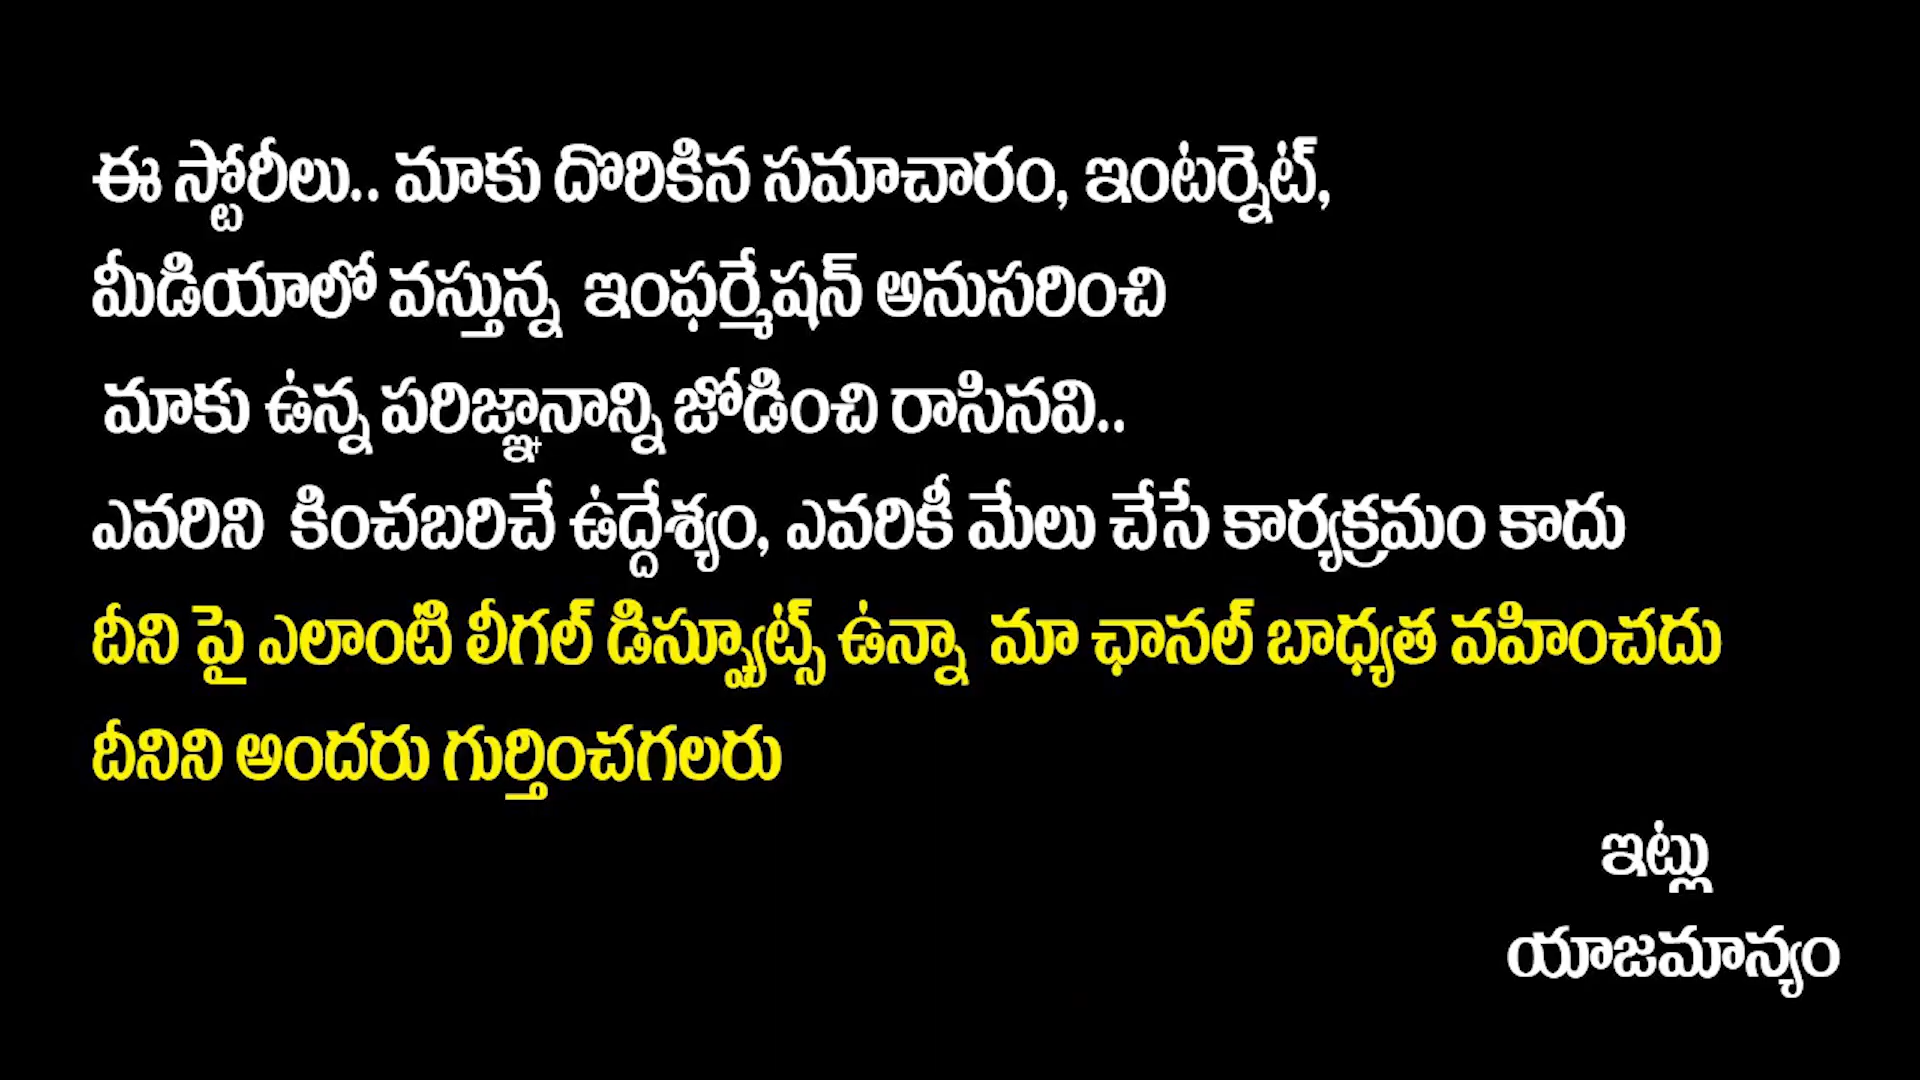 ఈ స్టోరీలు.. మాకు దొరికిన సమాచారం, ఇంటర్నెట్,
మీడియాలో వస్తున్న ఇంఫర్మేషన్ అనుసరించి
మాకు ఉన్న పరిజ్ఞానాన్ని జోడించి రాసినవి..
ఎవరిని కించబరిచే ఉద్దేశ్యం, ఎవరికీ మేలు చేసే కార్యక్రమం కాదు
దీని పై ఎలాంటి లీగల్ డిస్ప్యూట్స్ ఉన్నా మా ఛానల్ బాధ్యత వహించదు
దీనిని అందరు గుర్తించగలరు
ఇట్లు
యాజమాన్యం